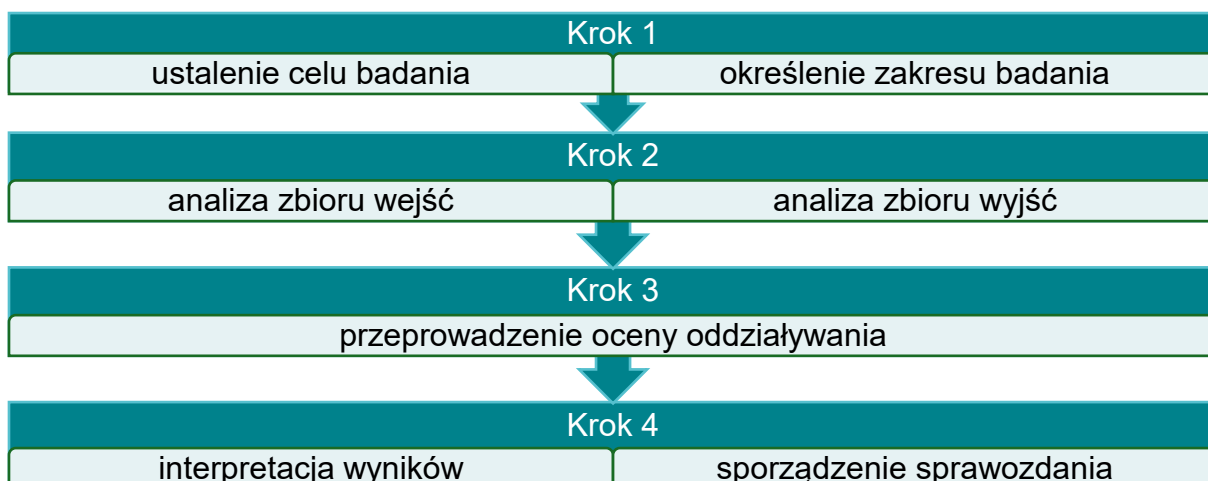 Krok 1
ustalenie celu badania
określenie zakresu badania
Krok 2
analiza zbioru wejść
analiza zbioru wyjść
Krok 3
przeprowadzenie oceny oddziaływania
Krok 4
interpretacja wyników
sporządzenie sprawozdania